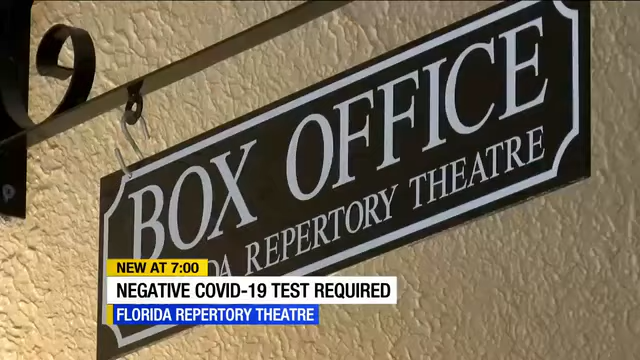 BOX OFFICE
DA REPERTORY THEATRE
NEW AT 7:00
NEGATIVE COVID-19 TEST REQUIRED
FLORIDA REPERTORY THEATRE